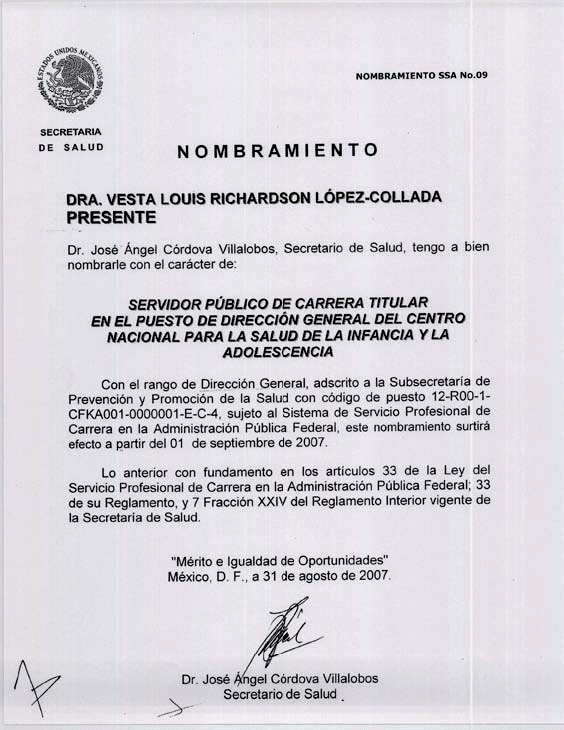 ESTADOS UNIDOS MEXICANOS
NOMBRAMIENTO SSA No.09
SECRETARIA
DE SALUD
NOMBRAMIENTO
DRA. VESTA LOUIS RICHARDSON LÓPEZ-COLLADA
PRESENTE
Dr. José Ángel Córdova Villalobos, Secretario de Salud, tengo a bien
nombrarle con el carácter de:
SERVIDOR PÚBLICO DE CARRERA TITULAR
EN EL PUESTO DE DIRECCIÓN GENERAL DEL CENTRO
NACIONAL PARA LA SALUD DE LA INFANCIA Y LA
ADOLESCENCIA
Con el rango de Dirección General, adscrito a la Subsecretaría de
Prevención y Promoción de la Salud con código de puesto 12-R00-1-
CFKA001-0000001-E-C-4, sujeto al Sistema de Servicio Profesional de
Carrera en la Administración Pública Federal, este nombramiento surtirá
efecto a partir del 01 de septiembre de 2007.
Lo anterior con fundamento en los artículos 33 de la Ley del
Servicio Profesional de Carrera en la Administración Pública Federal; 33
de su Reglamento, y 7 Fracción XXIV del Reglamento Interior vigente de
la Secretaría de Salud.
"Mérito e Igualdad de Oportunidades"
México, D. F., a 31 de agosto de 2007.
Dr. José Ángel Córdova Villalobos
Secretario de Salud